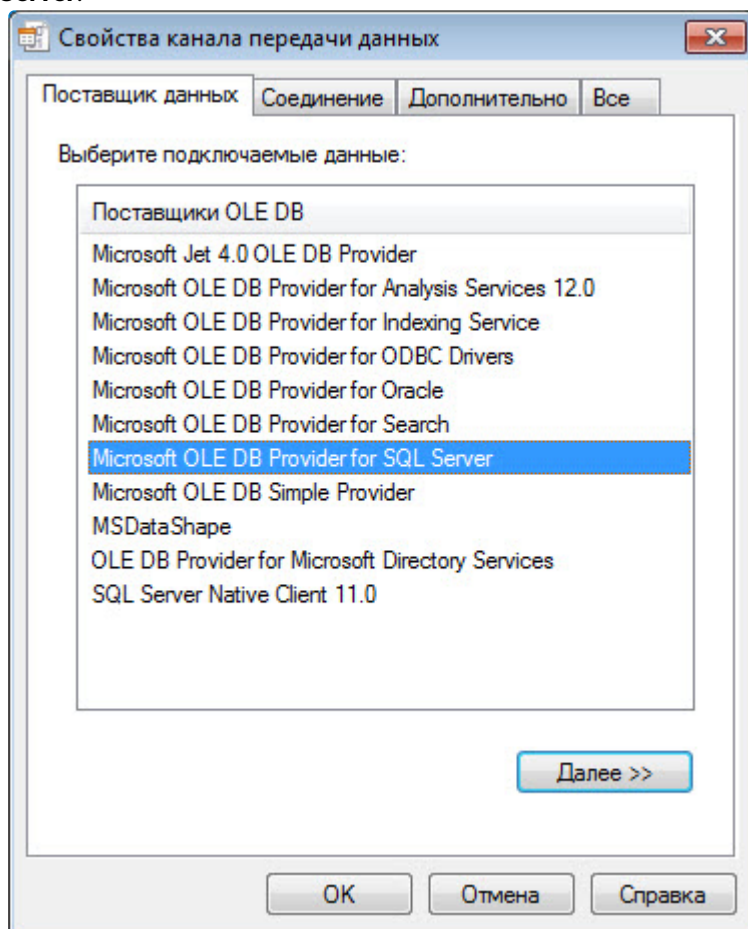 Свойства канала передачи данных
Поставщик данных Соединение Дополнительно Все
Выберите подключаемые данные:
Поставщики OLE DB
Microsoft Jet 4.0 OLE DB Provider
Microsoft OLE DB Provider for Analysis Services 12.0
Microsoft OLE DB Provider for Indexing Service
Microsoft OLE DB Provider for ODBC Drivers
Microsoft OLE DB Provider for Oracle
Microsoft OLE DB Provider for Search
Microsoft OLE DB Provider for SQL Server
Microsoft OLE DB Simple Provider
MSDataShape
OLE DB Provider for Microsoft Directory Services
SQL Server Native Client 11.0
Далее >>
OK Отмена Справка